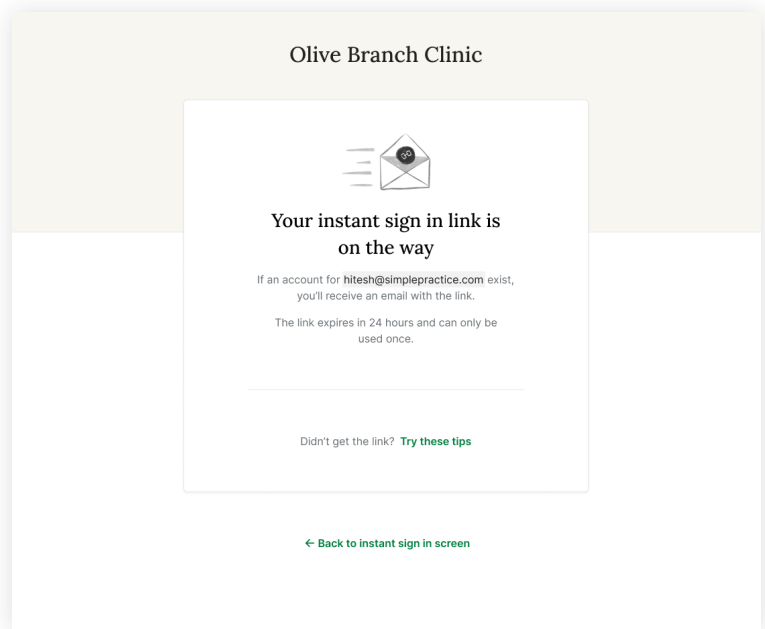 Olive Branch Clinic
Your instant sign in link is
on the way
If an account for hitesh@simplepractice.com exist,
you'll receive an email with the link.
The link expires in 24 hours and can only be
used once.
Didn't get the link? Try these tips
← Back to instant sign in screen